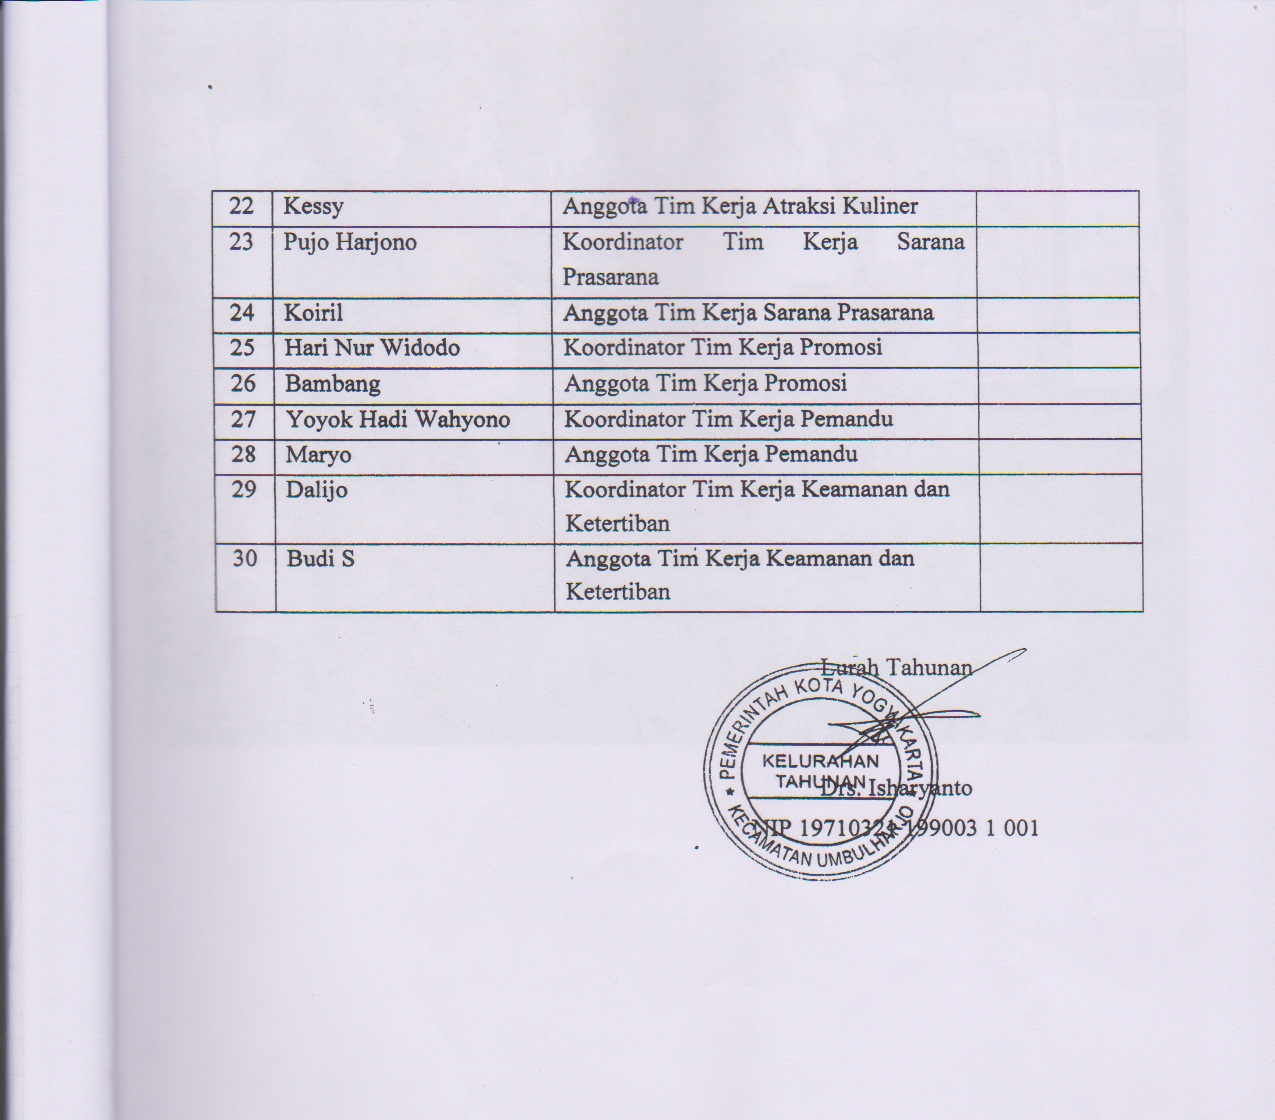 22 Kessy Anggota Tim Kerja Atraksi Kuliner
23 Pujo Harjono Koordinator Tim Kerja Sarana
Prasarana
24 Koiril Anggota Tim Kerja Sarana Prasarana
25 Hari Nur Widodo Koordinator Tim Kerja Promosi
26 Bambang Anggota Tim Kerja Promosi
27 Yoyok Hadi Wahyono Koordinator Tim Kerja Pemandu
28 Maryo Anggota Tim Kerja Pemandu
29 Dalijo Koordinator Tim Kerja Keamanan dan
Ketertiban
30 Budi S Anggota Tim Kerja Keamanan dan
Ketertiban
Lurah Tahunan
PEMERINTAH KOTA YOGYAKARTA
KELURAHAN
TAHUNAN
KECAMATAN UMBULHARJO
Drs. Isharyanto
NIP 19710321 199003 1 001